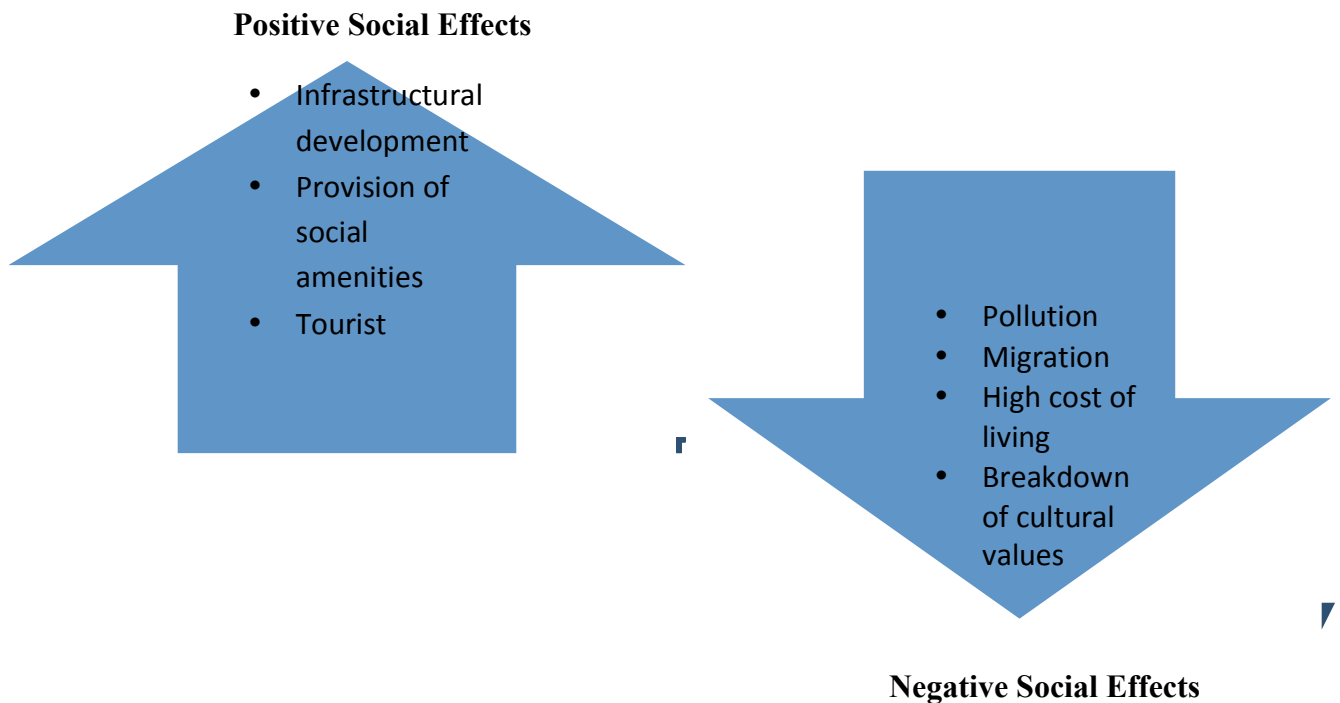 Positive Social Effects
• Infrastructural
development
• Provision of
social
amenities
• Tourist
• Pollution
• Migration
• High cost of
living
• Breakdown
of cultural
values
Negative Social Effects